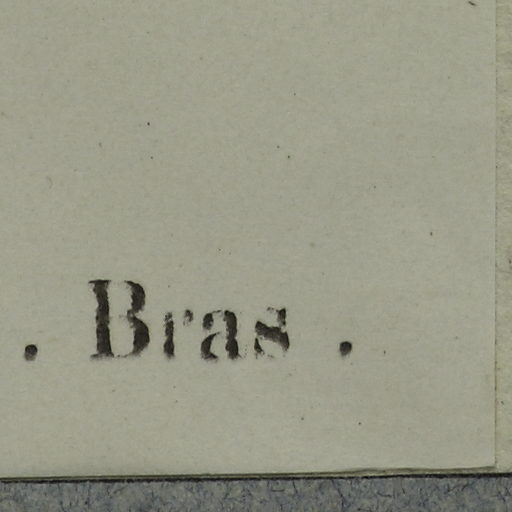 . Bras .